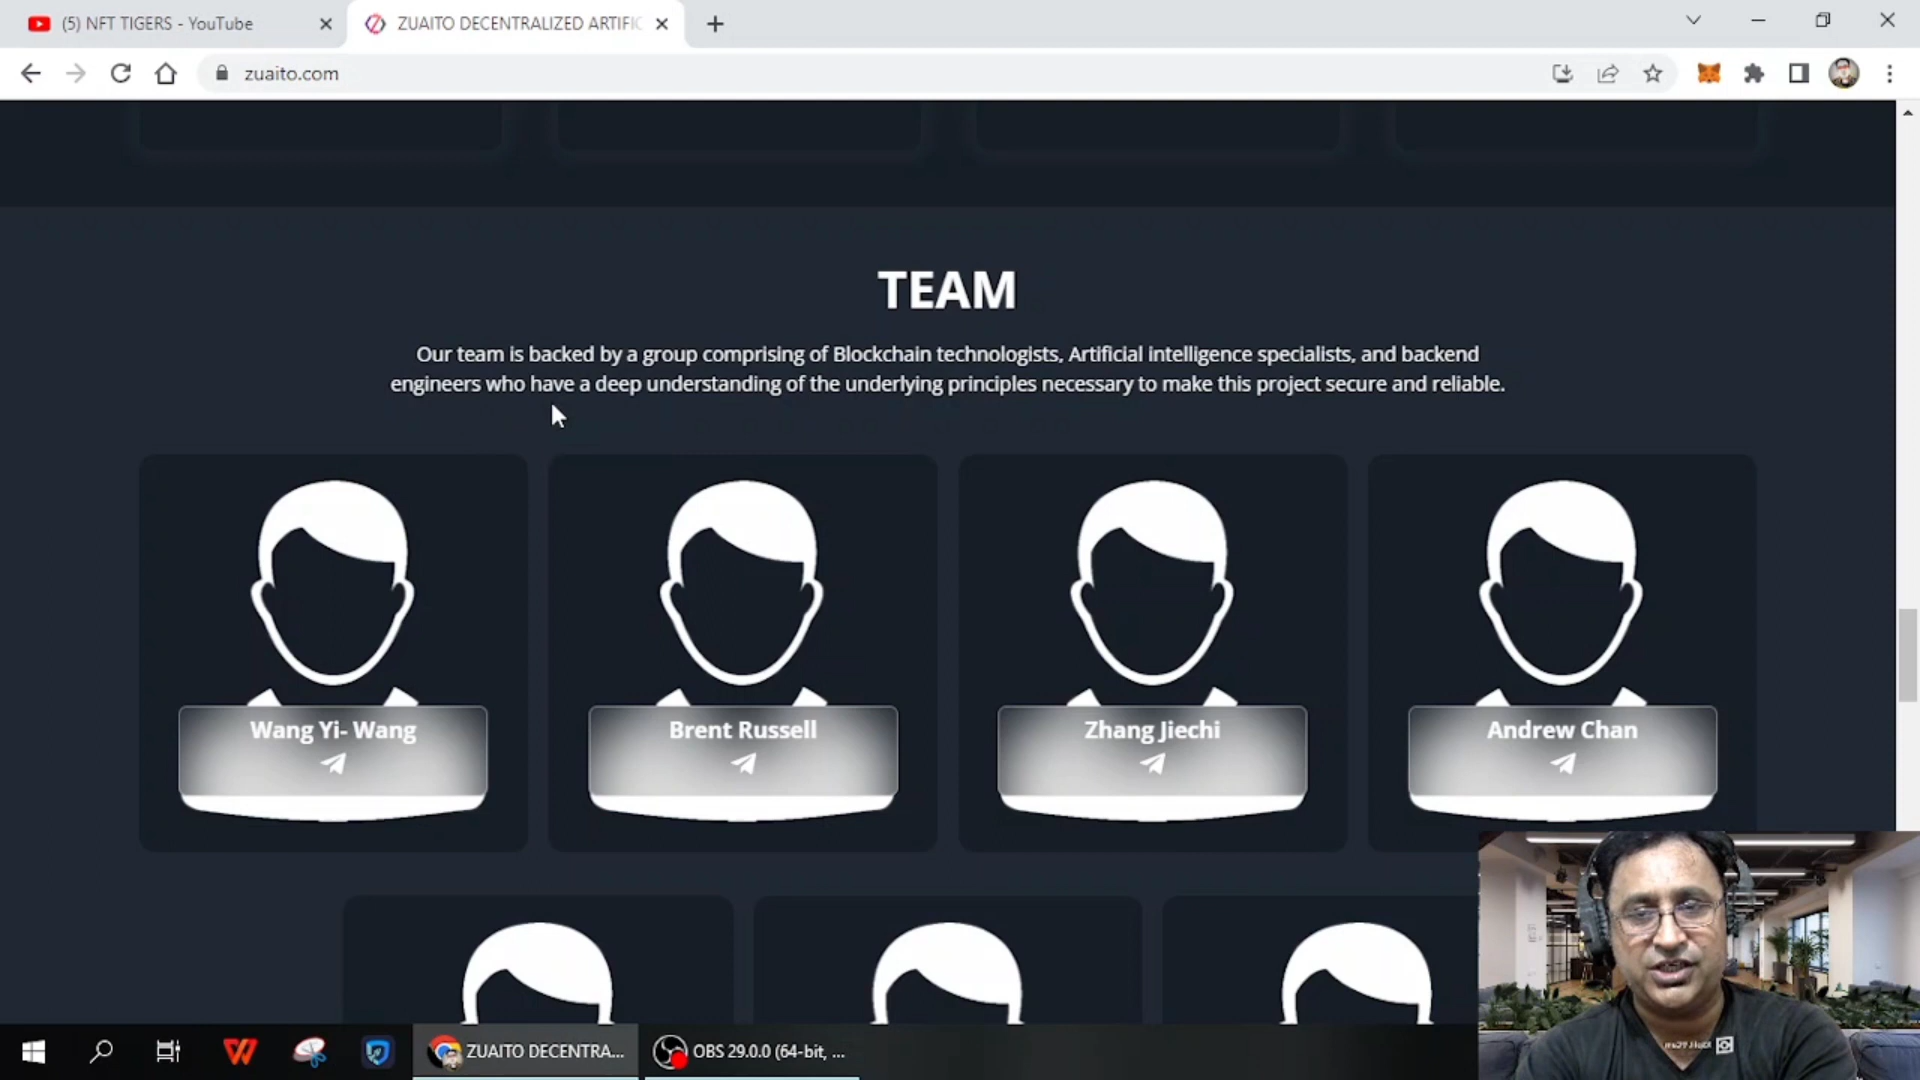 (5) NFT TIGERS - YouTube
ZUAITO DECENTRALIZED ARTIFIC
zuaito.com
TEAM
Our team is backed by a group comprising of Blockchain technologists, Artificial intelligence specialists, and backend
engineers who have a deep understanding of the underlying principles necessary to make this project secure and reliable.
Wang Yi- Wang
Brent Russell
Zhang Jiechi
Andrew Chan
ZUAITO DECENTRA...
OBS 29.0.0 (64-bit, ...